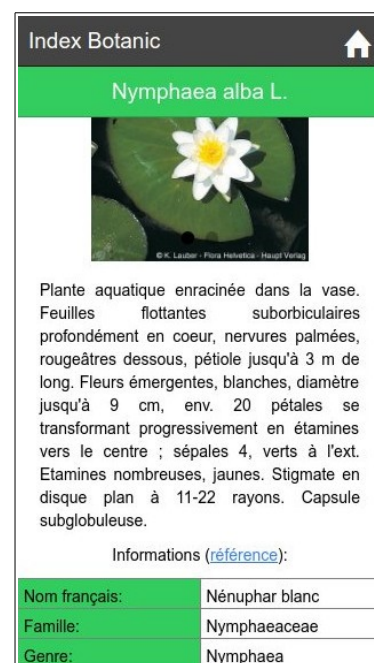 Index Botanic
Nymphaea alba L.
© K. Lauber - Flora Helvetica - Haupt Verlag
Plante aquatique enracinée dans la vase.
Feuilles flottantes suborbiculaires
profondément en coeur, nervures palmées,
rougeâtres dessous, pétiole jusqu'à 3 m de
long. Fleurs émergentes, blanches, diamètre
jusqu'à 9 cm, env. 20 pétales se
transformant progressivement en étamines
vers le centre ; sépales 4, verts à l'ext.
Etamines nombreuses, jaunes. Stigmate en
disque plan à 11-22 rayons. Capsule
subglobuleuse.
Informations (référence):
Nom français: Nénuphar blanc
Famille: Nymphaeaceae
Genre: Nymphaea